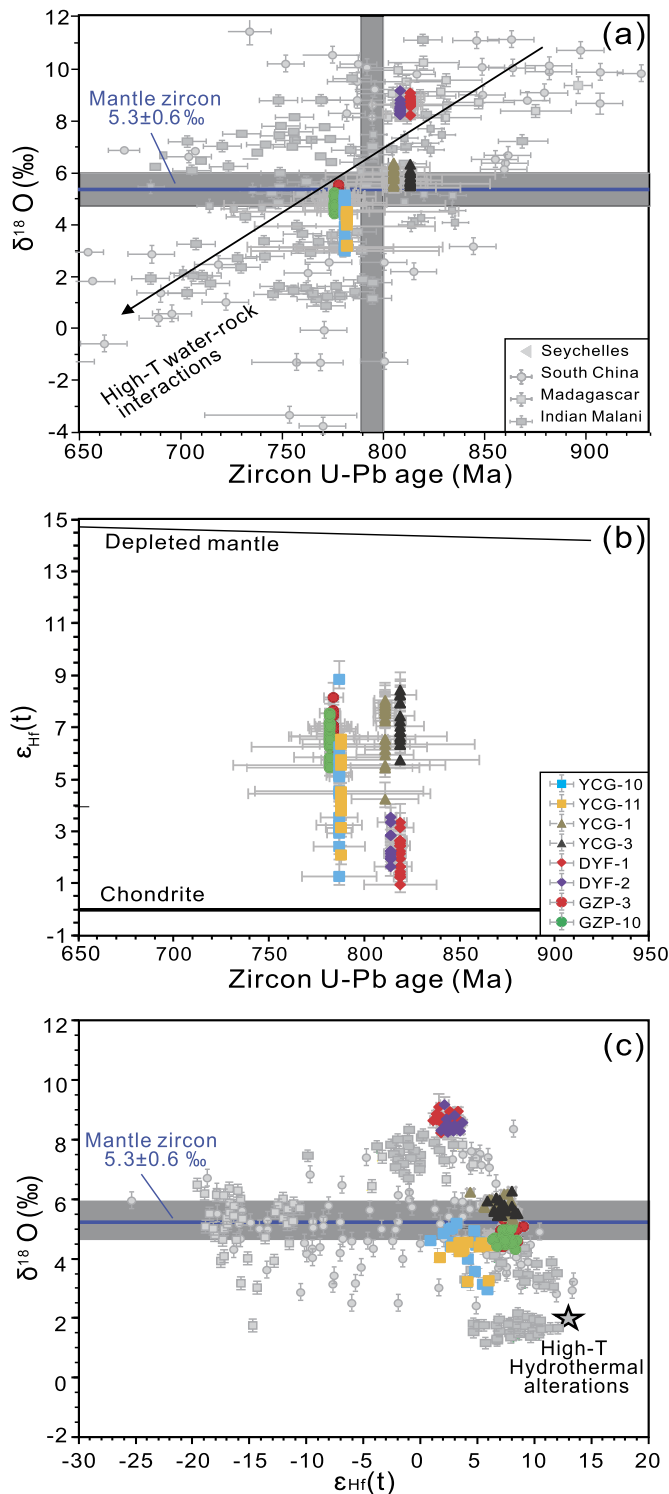 (a)
12
10
8
6
4
2
0
-2
-4
δ¹⁸ O (‰)
Mantle zircon
5.3±0.6 ‰
High-T water-rock
interactions
Seychelles
South China
Madagascar
Indian Malani
650
700
750
800
850
900
Zircon U-Pb age (Ma)
(b)
15
13
11
9
7
5
3
1
-1
εHf(t)
Depleted mantle
Chondrite
YCG-10
YCG-11
YCG-1
YCG-3
DYF-1
DYF-2
GZP-3
GZP-10
650
700
750
800
850
900
950
Zircon U-Pb age (Ma)
(c)
12
10
8
6
4
2
0
-2
δ¹⁸ O (‰)
Mantle zircon
5.3±0.6 ‰
High-T
Hydrothermal
alterations
-30
-25
-20
-15
-10
-5
0
5
10
15
20
εHf(t)